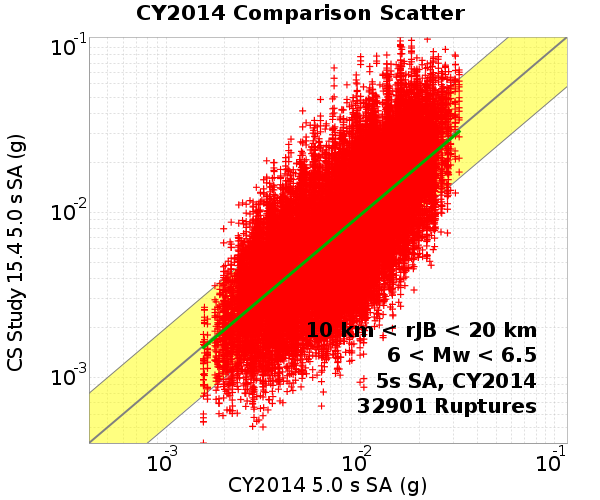 CY2014 Comparison Scatter
10-1
10-2
10-3
CS Study 15.4 5.0 s SA (g)
10 km < rJB < 20 km
6 < Mw < 6.5
5s SA, CY2014
32901 Ruptures
10-3 10-2 10-1
CY2014 5.0 s SA (g)